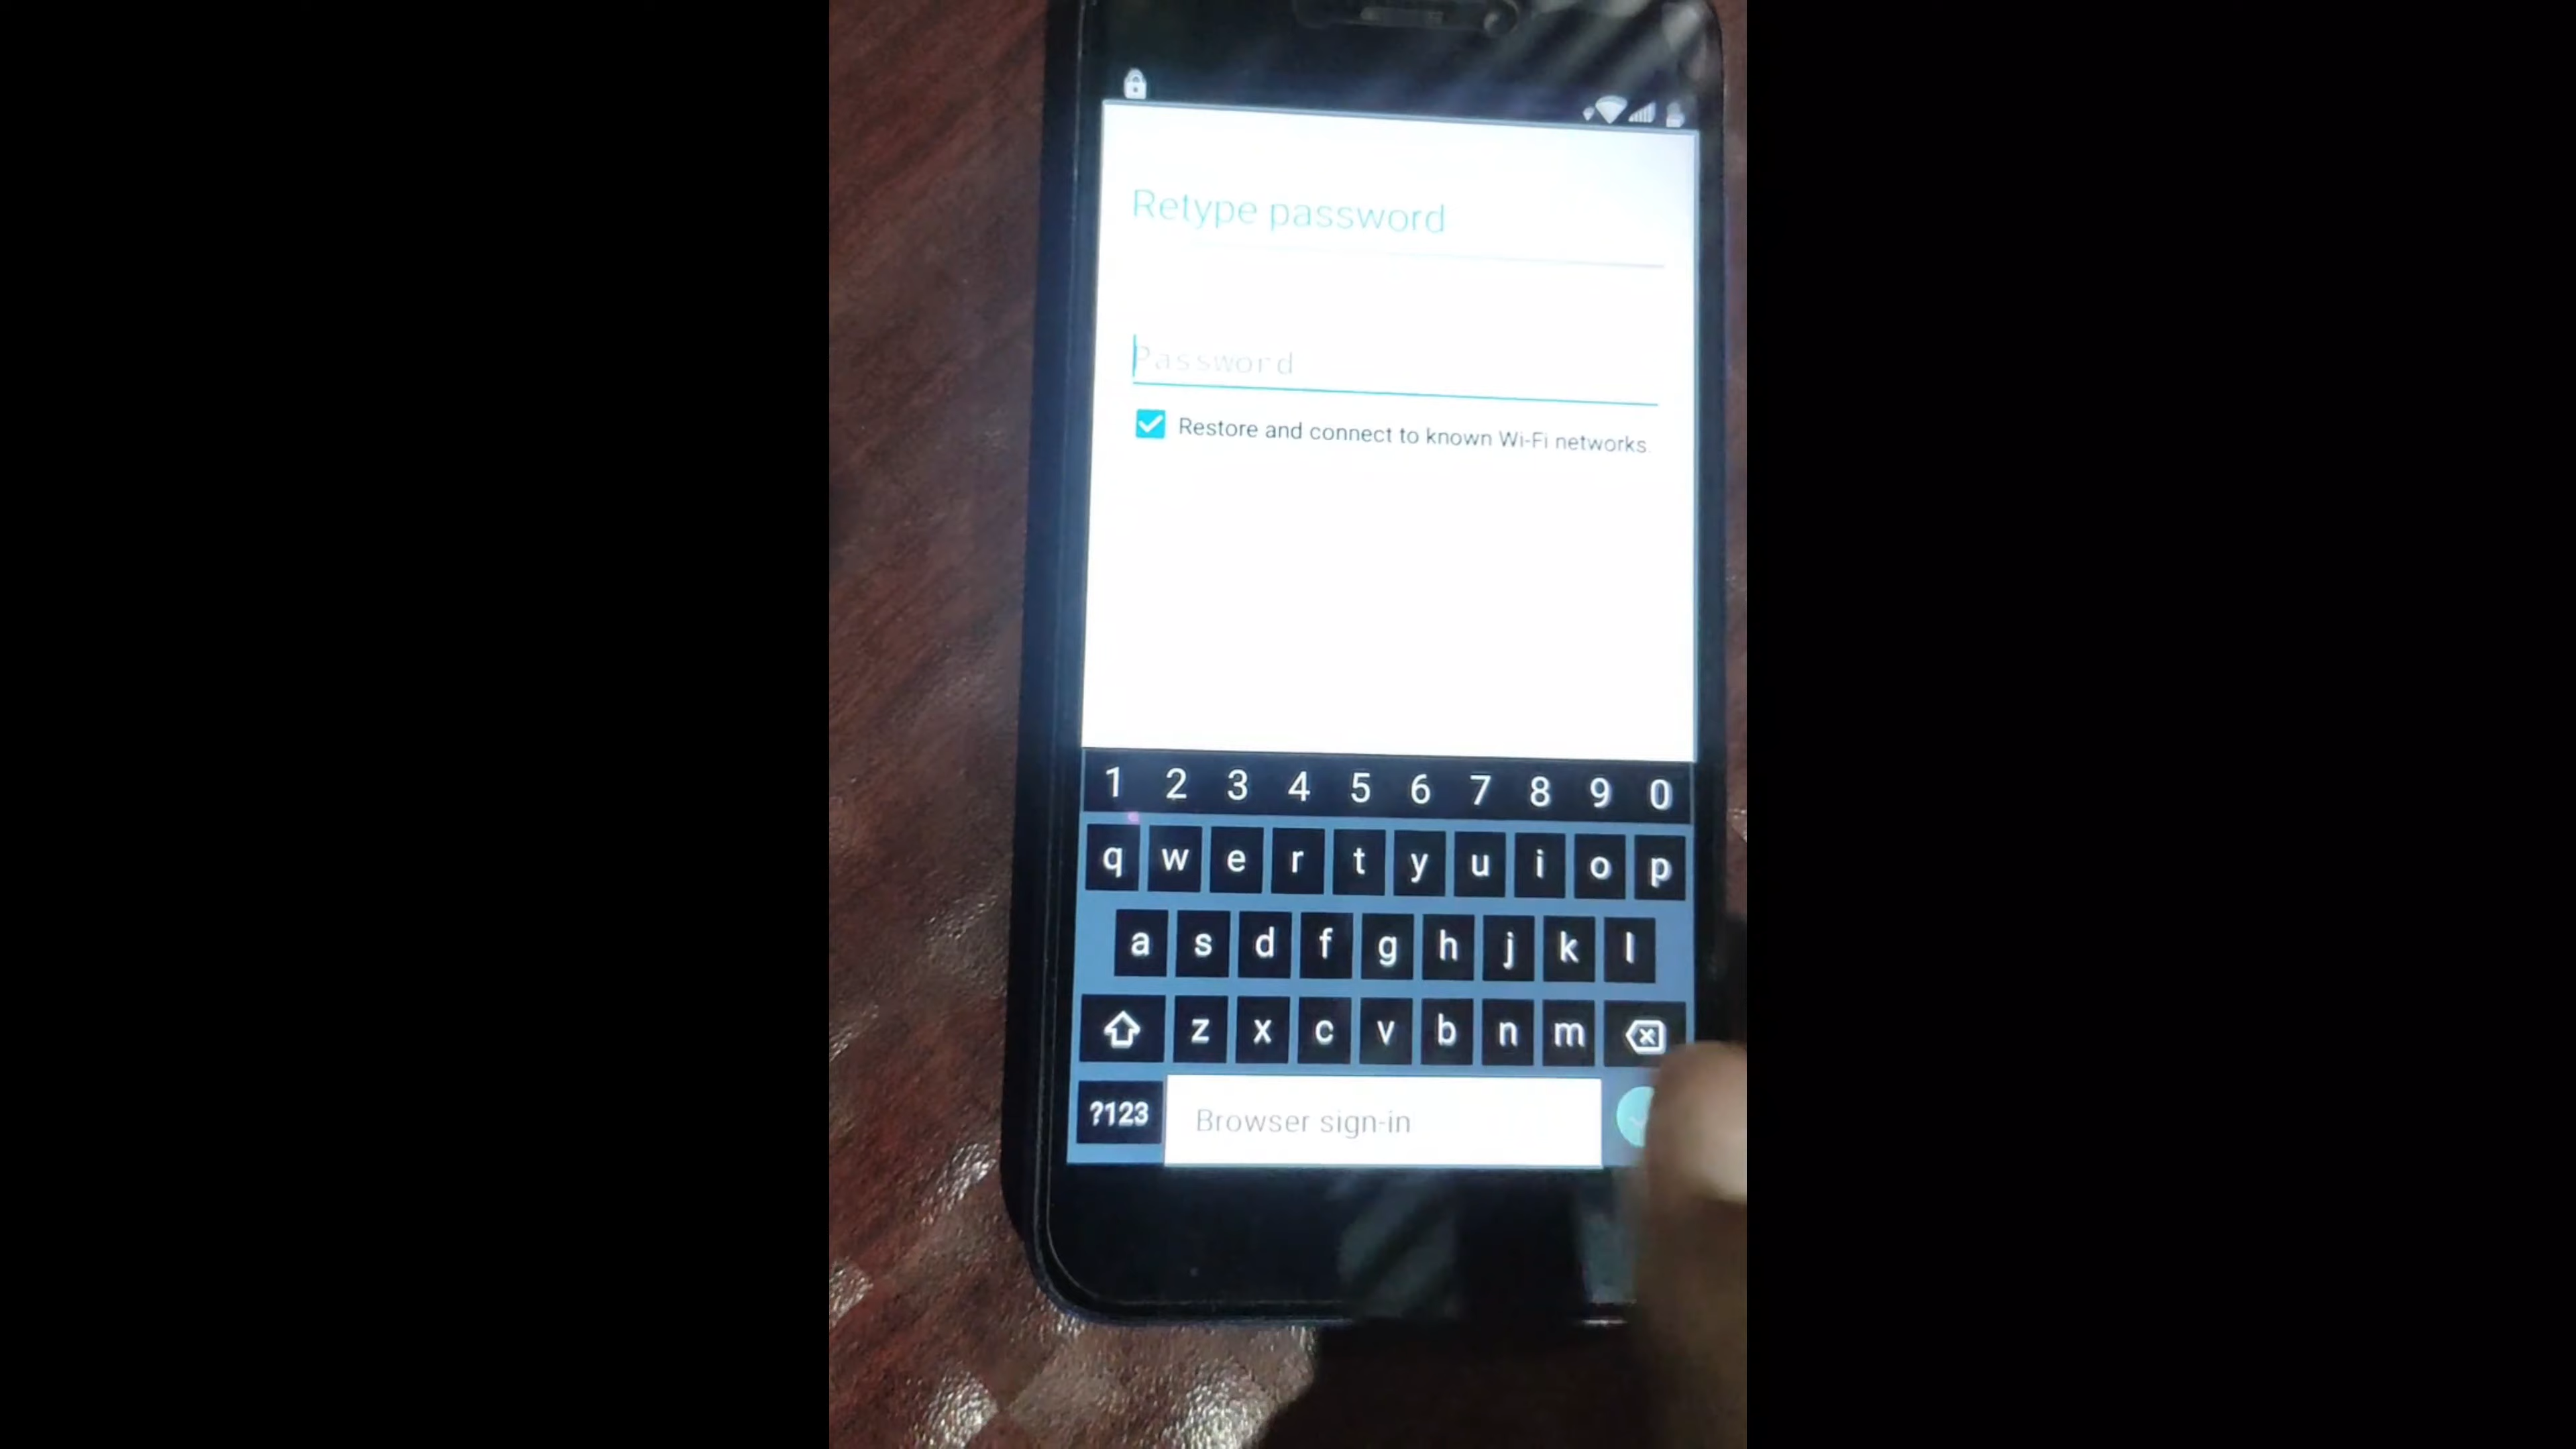 Retype password
Password
Restore and connect to known Wi-Fi networks.
1 2 3 4 5 6 7 8 9 0
q w e r t y u i o p
a s d f g h j k l
z x c v b n m
?123 Browser sign-in